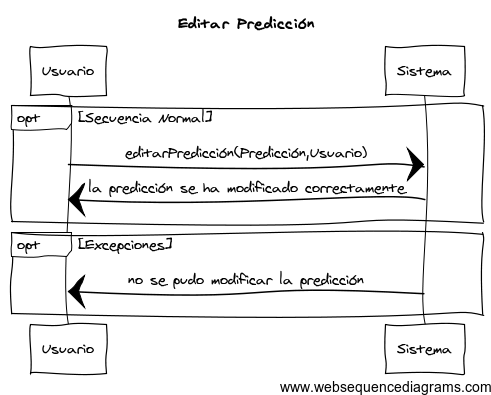 Editar Predicción
Usuario
Sistema
opt
[Secuencia Normal]
editarPredicción(Predicción,Usuario)
la predicción se ha modificado correctamente
opt
[Excepciones]
no se pudo modificar la predicción
Usuario
Sistema
www.websequencediagrams.com